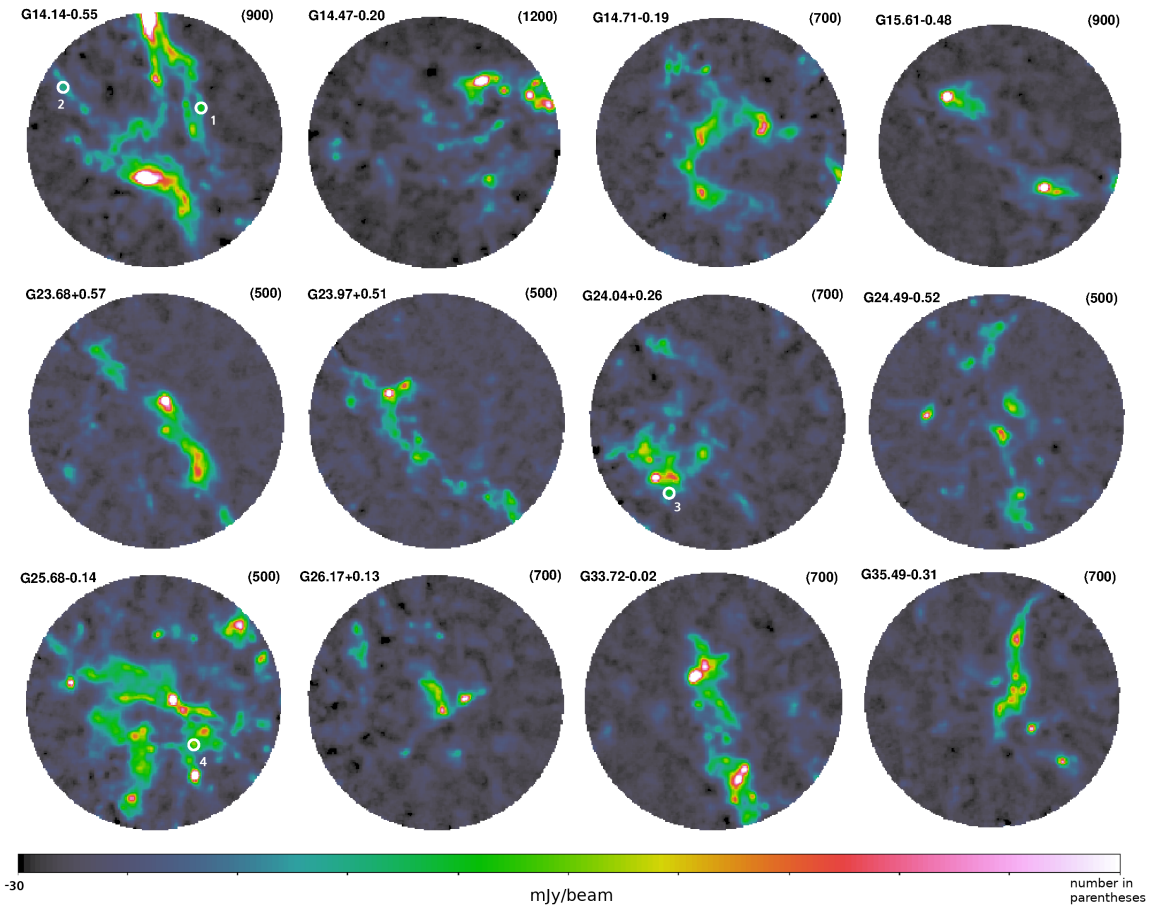 G14.14-0.55 (900) G14.47-0.20 (1200) G14.71-0.19 (700) G15.61-0.48 (900)
2
1
G23.68+0.57 (500) G23.97+0.51 (500) G24.04+0.26 (700) G24.49-0.52 (500)
3
G25.68-0.14 (500) G26.17+0.13 (700) G33.72-0.02 (700) G35.49-0.31 (700)
4
-30 mJy/beam number in
parentheses